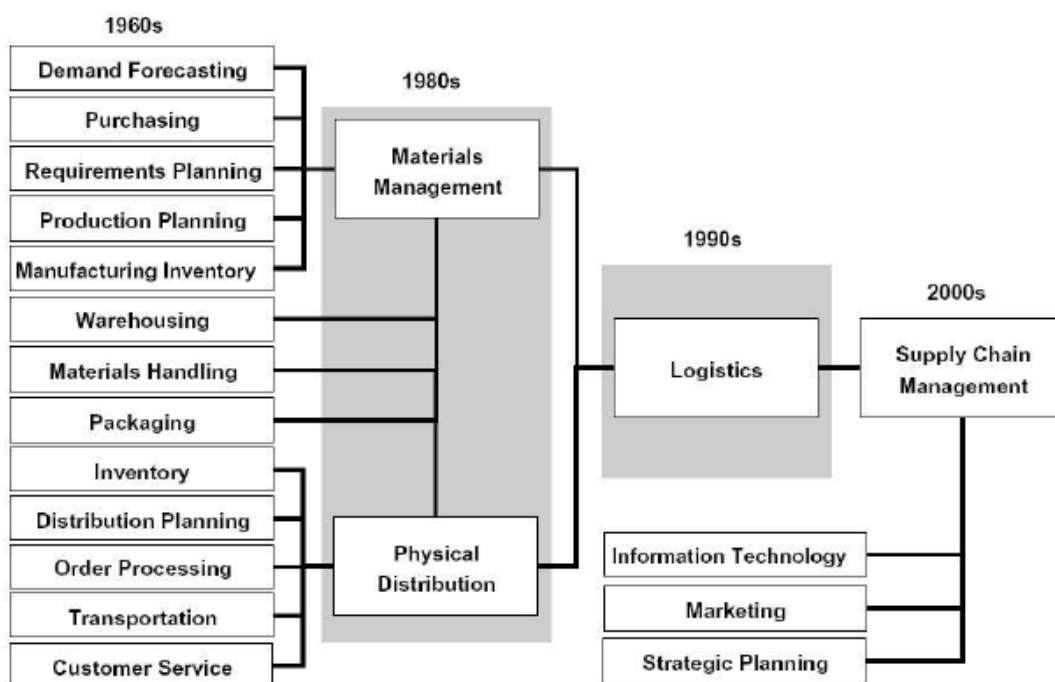 1960s
Demand Forecasting
Purchasing
Requirements Planning
Production Planning
Manufacturing Inventory
Warehousing
Materials Handling
Packaging
Inventory
Distribution Planning
Order Processing
Transportation
Customer Service
1980s
Materials
Management
Physical
Distribution
1990s
Logistics
2000s
Supply Chain
Management
Information Technology
Marketing
Strategic Planning